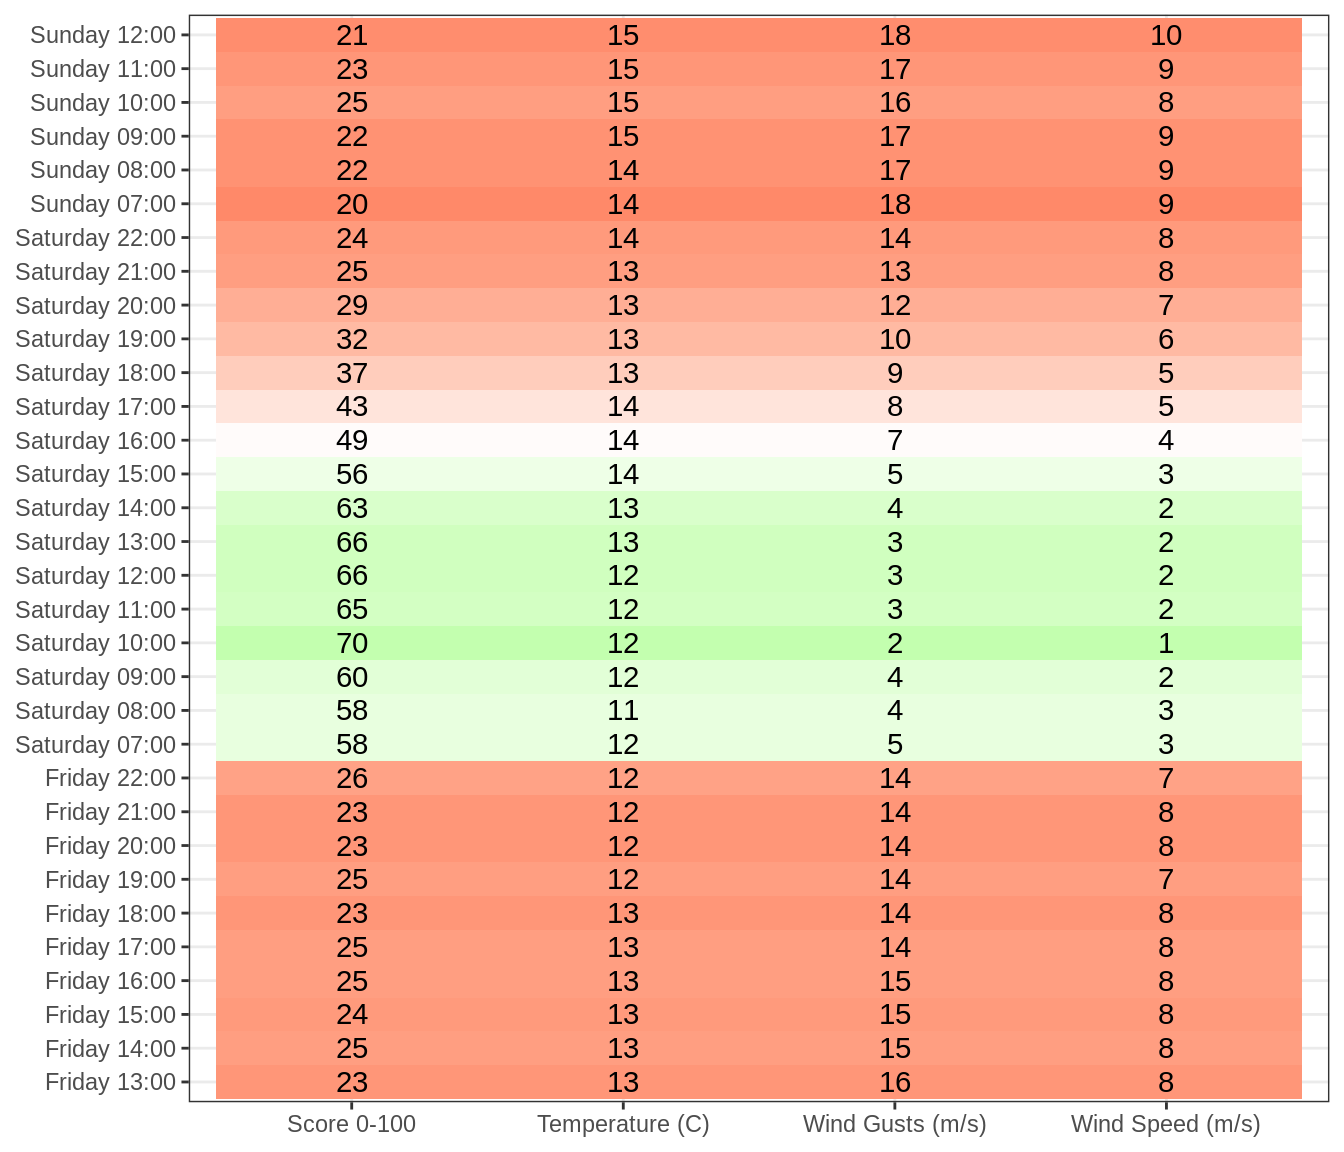 Sunday 12:00 21 15 18 10
Sunday 11:00 23 15 17 9
Sunday 10:00 25 15 16 8
Sunday 09:00 22 15 17 9
Sunday 08:00 22 14 17 9
Sunday 07:00 20 14 18 9
Saturday 22:00 24 14 14 8
Saturday 21:00 25 13 13 8
Saturday 20:00 29 13 12 7
Saturday 19:00 32 13 10 6
Saturday 18:00 37 13 9 5
Saturday 17:00 43 14 8 5
Saturday 16:00 49 14 7 4
Saturday 15:00 56 14 5 3
Saturday 14:00 63 13 4 2
Saturday 13:00 66 13 3 2
Saturday 12:00 66 12 3 2
Saturday 11:00 65 12 3 2
Saturday 10:00 70 12 2 1
Saturday 09:00 60 12 4 2
Saturday 08:00 58 11 4 3
Saturday 07:00 58 12 5 3
Friday 22:00 26 12 14 7
Friday 21:00 23 12 14 8
Friday 20:00 23 12 14 8
Friday 19:00 25 12 14 7
Friday 18:00 23 13 14 8
Friday 17:00 25 13 14 8
Friday 16:00 25 13 15 8
Friday 15:00 24 13 15 8
Friday 14:00 25 13 15 8
Friday 13:00 23 13 16 8
Score 0-100 Temperature (C) Wind Gusts (m/s) Wind Speed (m/s)